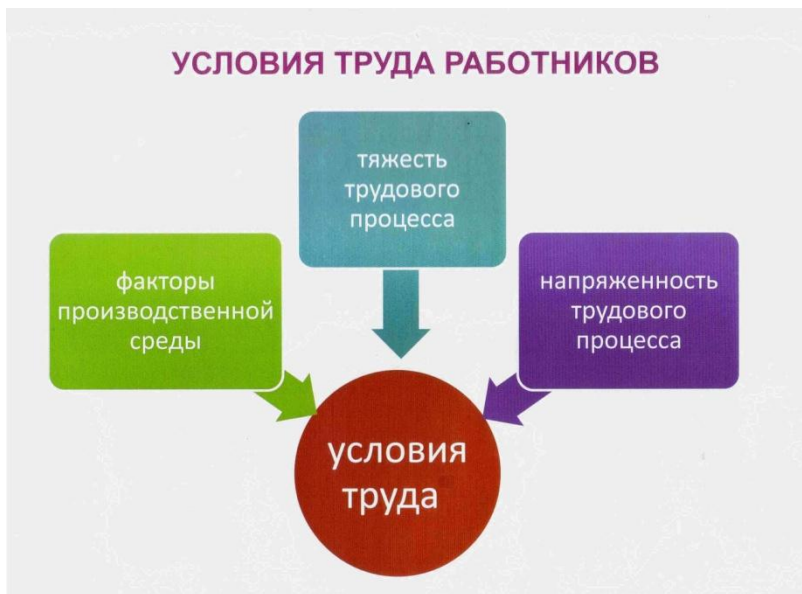 УСЛОВИЯ ТРУДА РАБОТНИКОВ
тяжесть
трудового
процесса
факторы
производственной
среды
напряженность
трудового
процесса
условия
труда